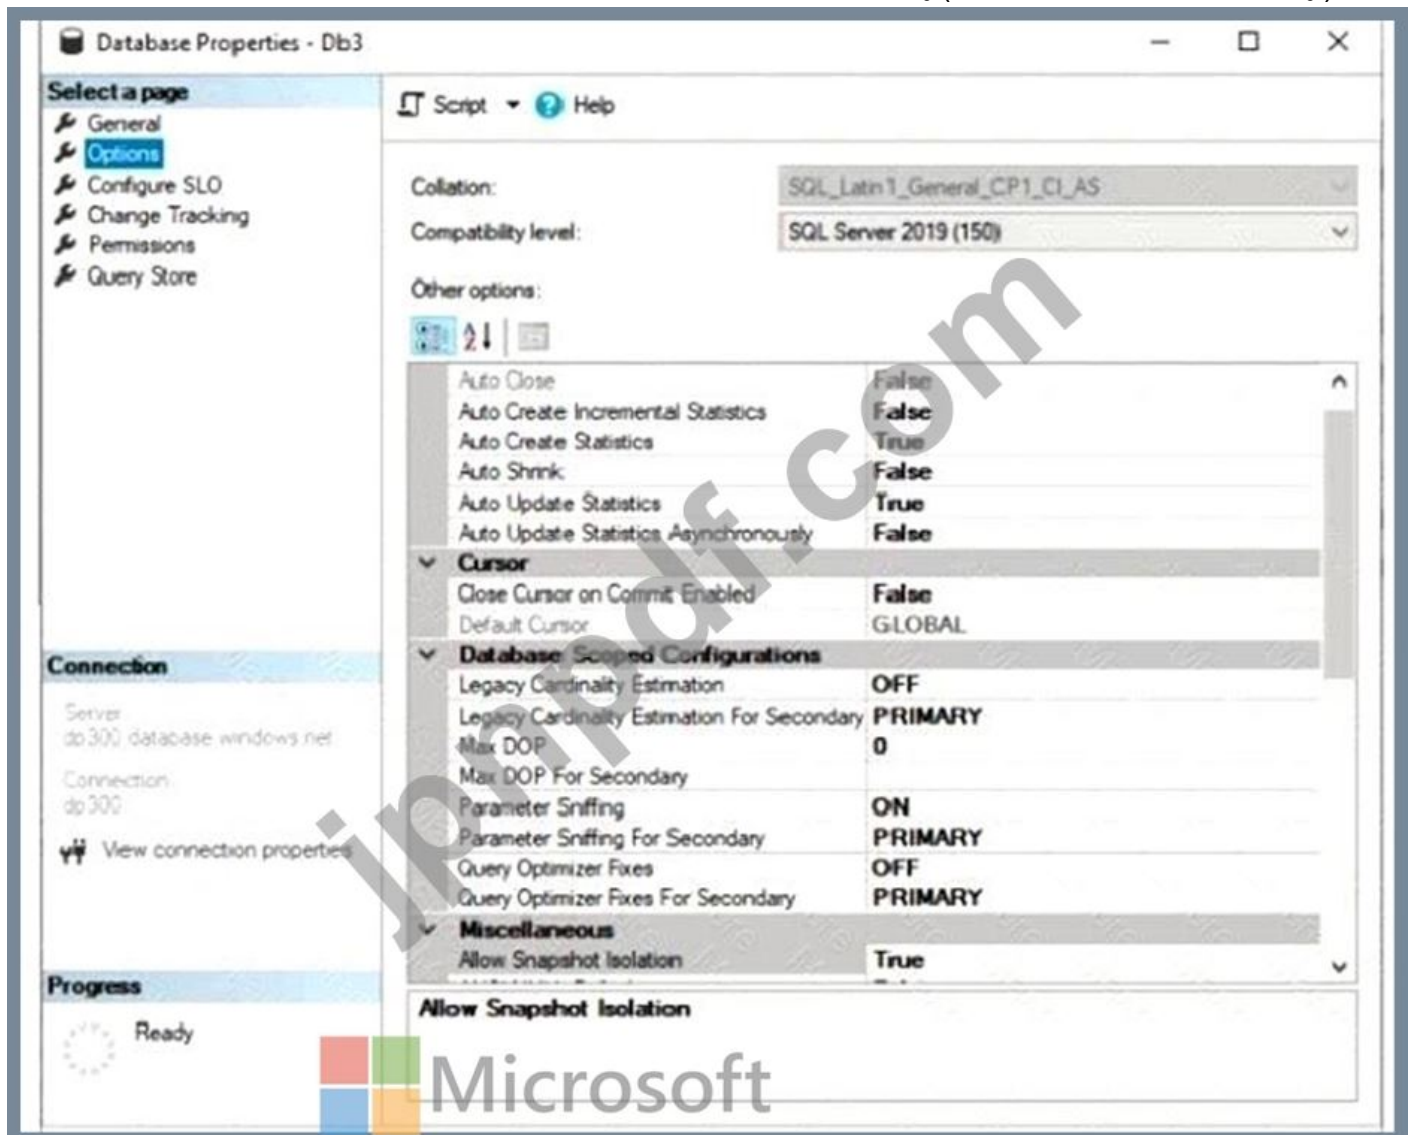 Database Properties - Db3
Select a page
General
Options
Configure SLO
Change Tracking
Permissions
Query Store
Script
Help
Collation: SQL_Latin1_General_CP1_CI_AS
Compatibility level: SQL Server 2019 (150)
Other options:
Auto Close False
Auto Create Incremental Statistics False
Auto Create Statistics True
Auto Shrink False
Auto Update Statistics True
Auto Update Statistics Asynchronously False
Cursor
Close Cursor on Commit Enabled False
Default Cursor GLOBAL
Database Scoped Configurations
Legacy Cardinality Estimation OFF
Legacy Cardinality Estimation For Secondary PRIMARY
Max DOP 0
Max DOP For Secondary
Parameter Sniffing ON
Parameter Sniffing For Secondary PRIMARY
Query Optimizer Fixes OFF
Query Optimizer Fixes For Secondary PRIMARY
Miscellaneous
Allow Snapshot Isolation True
Allow Snapshot Isolation
Connection
Server:
dp300 database windows net
Connection:
dp300
View connection properties
Progress
Ready
jpnpdf.com
Microsoft